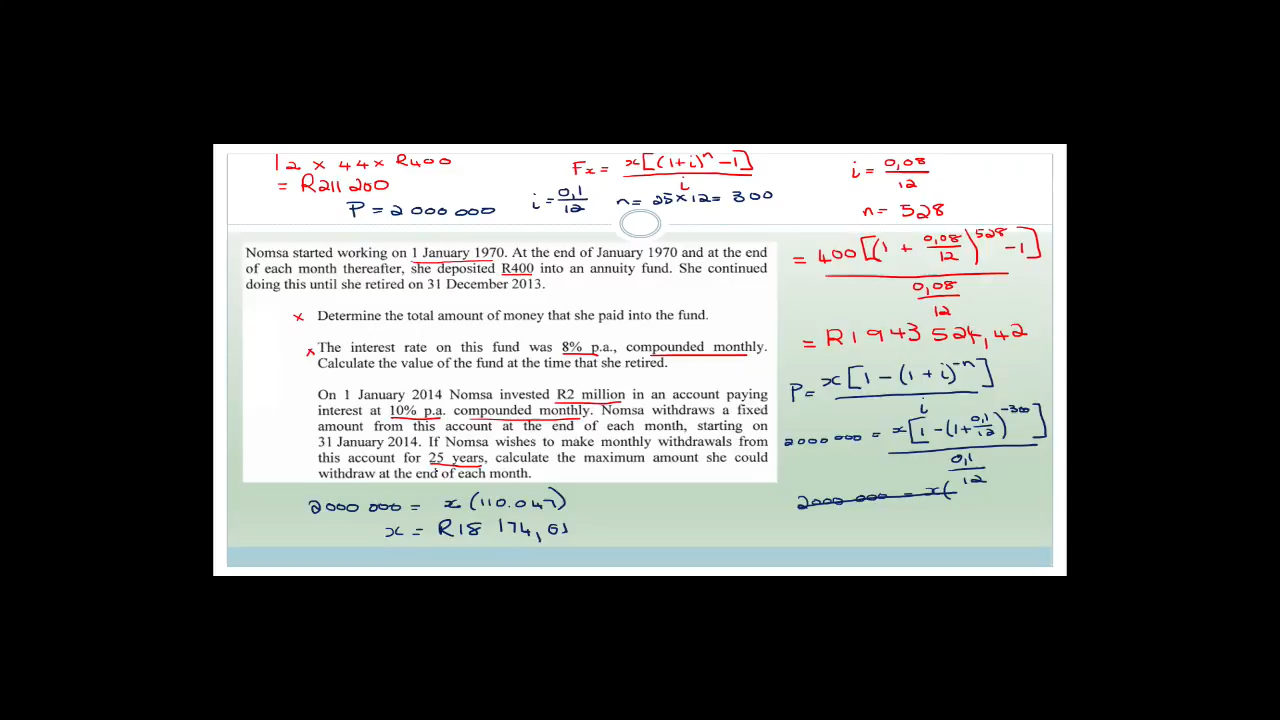 12 × 44 × R400
= R211 200
P = 2 000 000
Fx = x[(1+i)^n − 1] / i
i = 0,1/12
n = 25×12 = 300
i = 0,08/12
n = 528
Nomsa started working on 1 January 1970. At the end of January 1970 and at the end
of each month thereafter, she deposited R400 into an annuity fund. She continued
doing this until she retired on 31 December 2013.
× Determine the total amount of money that she paid into the fund.
× The interest rate on this fund was 8% p.a., compounded monthly.
Calculate the value of the fund at the time that she retired.
On 1 January 2014 Nomsa invested R2 million in an account paying
interest at 10% p.a. compounded monthly. Nomsa withdraws a fixed
amount from this account at the end of each month, starting on
31 January 2014. If Nomsa wishes to make monthly withdrawals from
this account for 25 years, calculate the maximum amount she could
withdraw at the end of each month.
= 400[(1 + 0,08/12)^528 − 1] / (0,08/12)
= R1 943 524,42
P = x[1 − (1 + i)^−n] / i
2000 000 = x[1 − (1 + 0,1/12)^−300] / (0,1/12)
2000 000 = x(
2000 000 = x(110.047)
x = R18 174,01